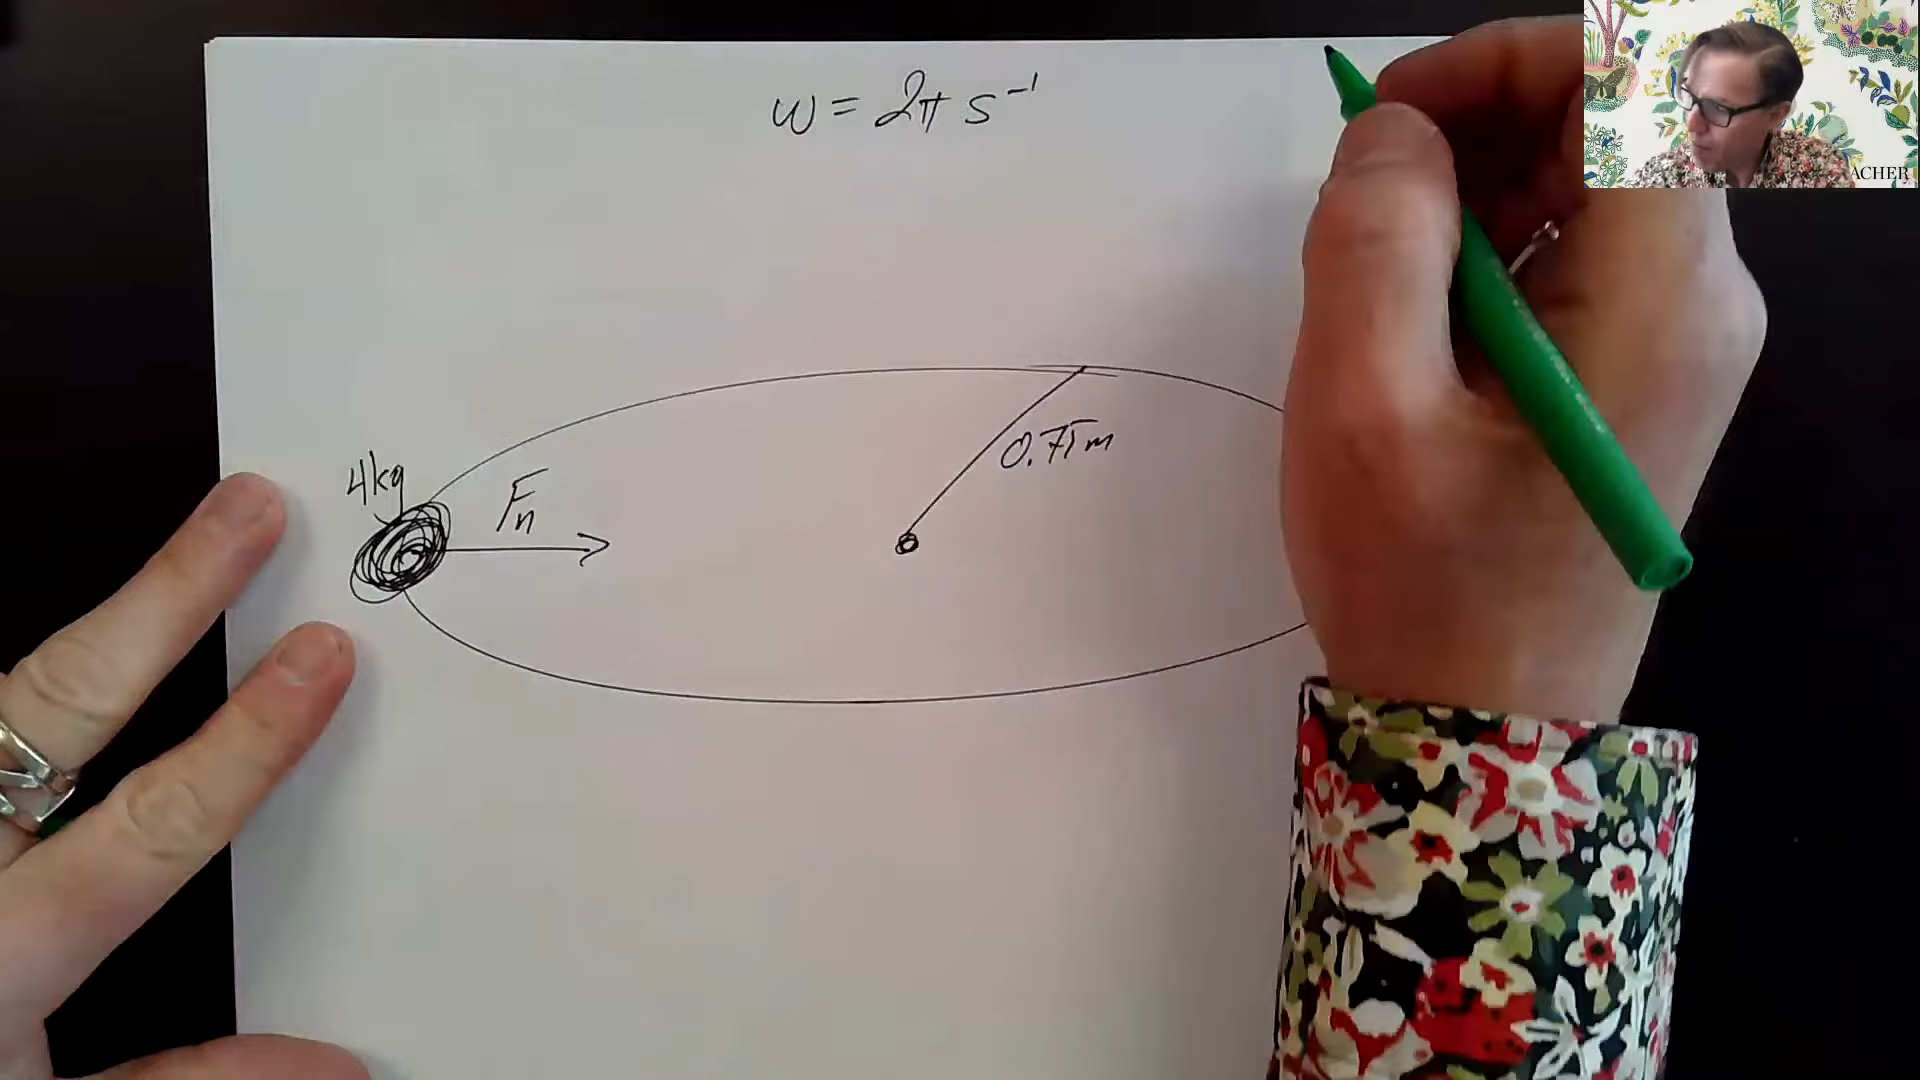 ACHER
ω = 2π s⁻¹
0.75m
4kg
Fn